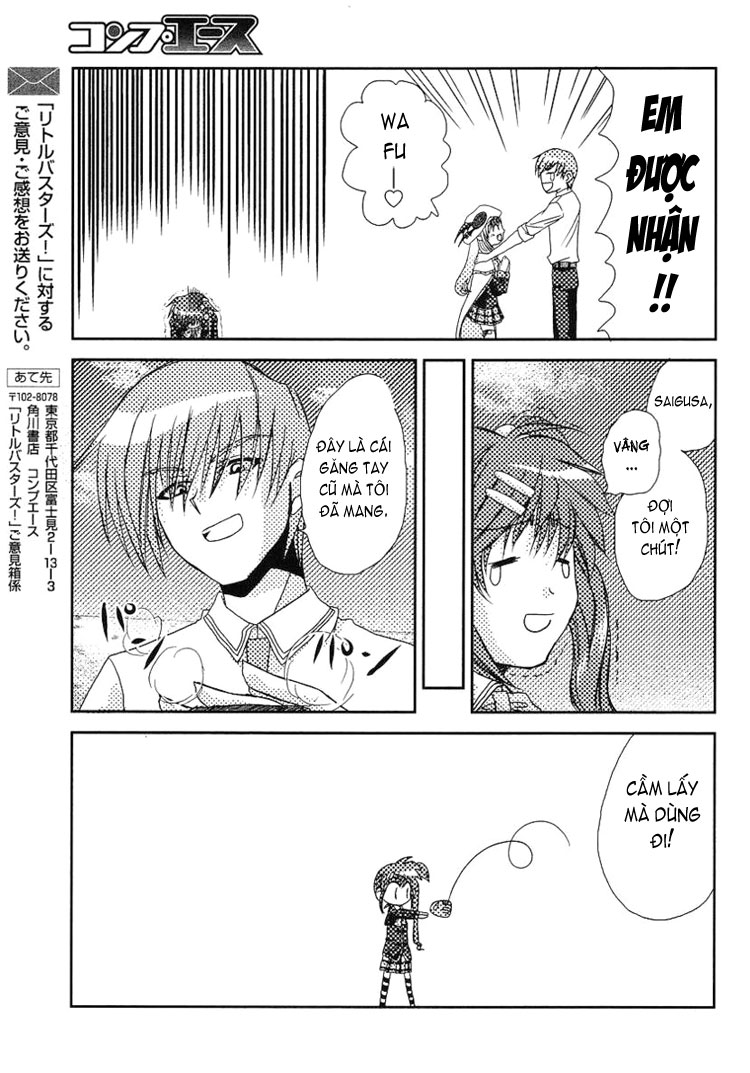 コンプエース
EM
ĐƯỢC
NHẬN
!!
WA
FU
|
♡
SAIGUSA,
VÂNG
...
ĐỢI
TÔI MỘT
CHÚT!
ĐÂY LÀ CÁI
GĂNG TAY
CŨ MÀ TÔI
ĐÃ MANG.
パン
パン
CẦM LẤY
MÀ DÙNG
ĐI!
「リトルバスターズ!」に対する
ご意見・ご感想をお送りください。
あて先
〒102-8078
東京都千代田区富士見2-13-3
角川書店 コンプエース
「リトルバスターズ!」ご意見箱係